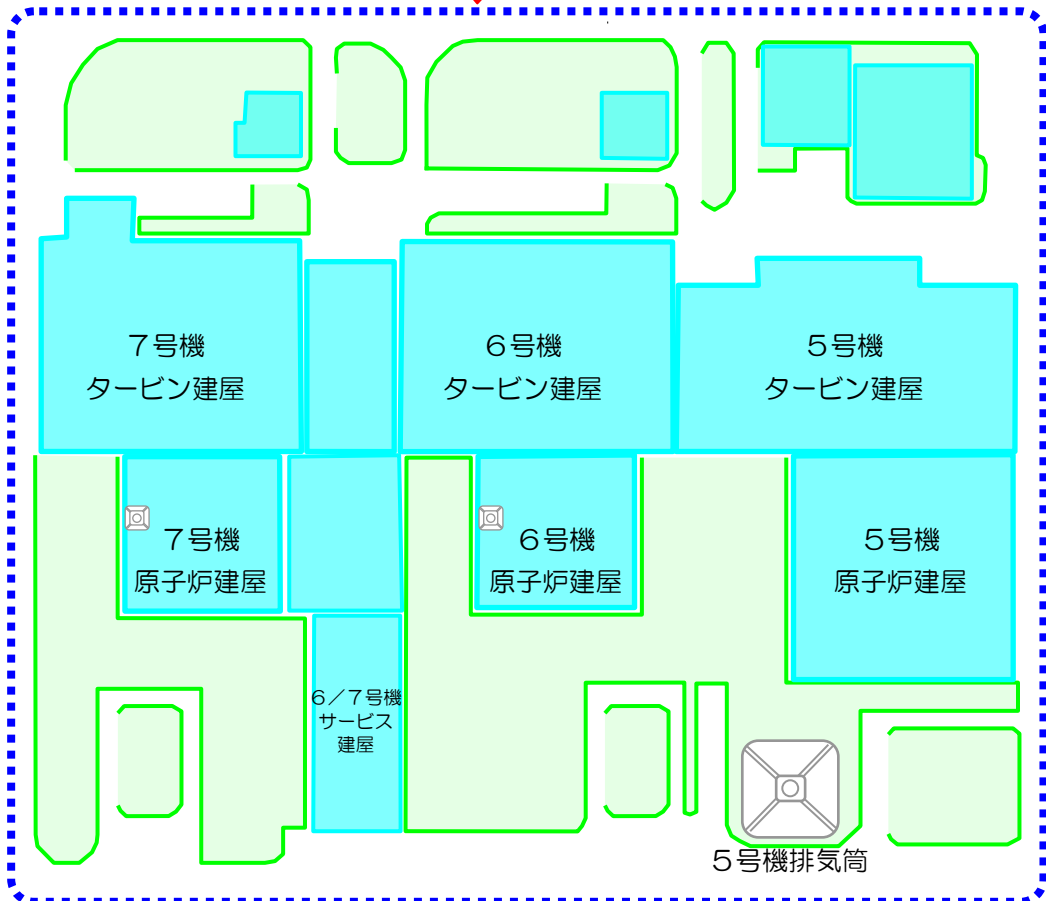 ７号機
タービン建屋
６号機
タービン建屋
５号機
タービン建屋
７号機
原子炉建屋
６号機
原子炉建屋
５号機
原子炉建屋
６／７号機
サービス
建屋
５号機排気筒